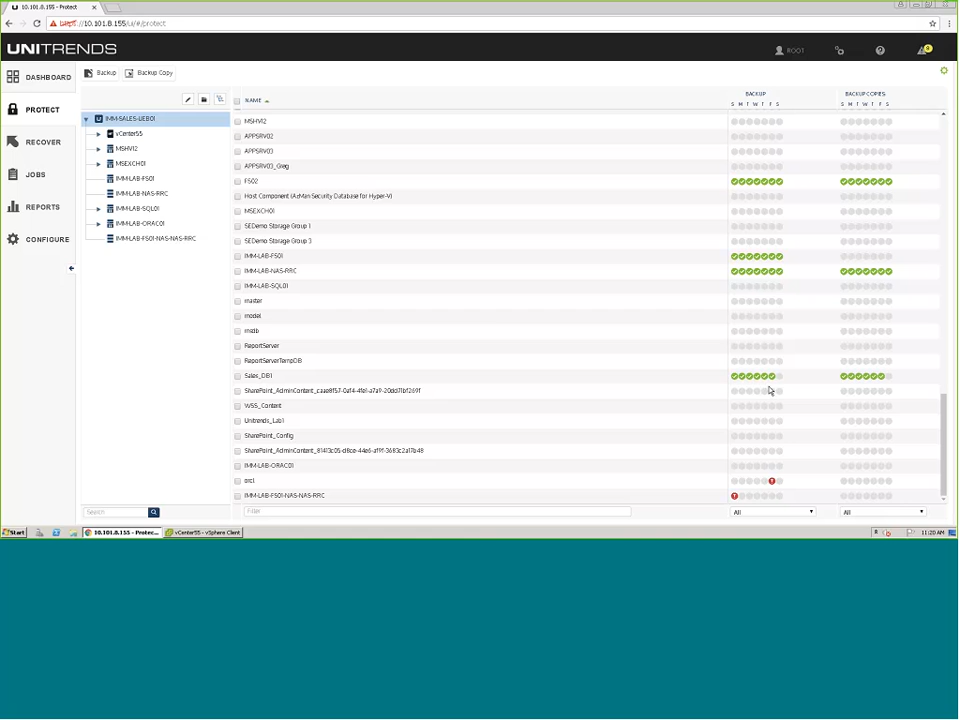 10.101.8.155 - Protect
https://10.101.8.155/u/#/protect
UNITRENDS
ROOT
DASHBOARD
PROTECT
RECOVER
JOBS
REPORTS
CONFIGURE
Backup Backup Copy
IMM-SALES-UEB01
vCenter55
MSHV12
MSEXCH01
IMM-LAB-FS01
IMM-LAB-NAS-RRC
IMM-LAB-SQL01
IMM-LAB-ORAC01
IMM-LAB-FS01-NAS-NAS-RRC
Search
NAME BACKUP BACKUP COPIES
S M T W T F S S M T W T F S
MSHV12
APPSRV02
APPSRV03
APPSRV03_Greg
FS02
Host Component (AzMan Security Database for Hyper-V)
MSEXCH01
SEDemo Storage Group 1
SEDemo Storage Group 3
IMM-LAB-FS01
IMM-LAB-NAS-RRC
IMM-LAB-SQL01
master
model
msdb
ReportServer
ReportServerTempDB
Sales_DB1
WSS_Content
Unitrends_Lab1
SharePoint_Config
IMM-LAB-ORAC01
orcl
IMM-LAB-FS01-NAS-NAS-RRC
Filter All All
Start 10.101.8.155 - Protec... vCenter55 - vSphere Client 11:20 AM